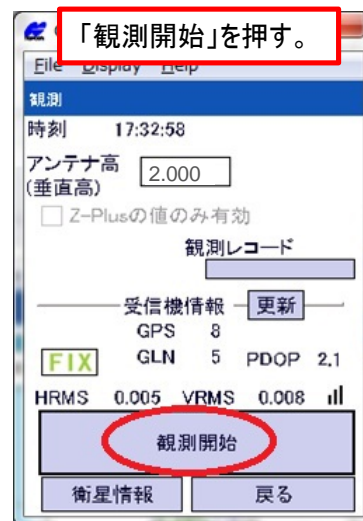 「観測開始」を押す。
File Display Help
観測
時刻 17:32:58
アンテナ高 2.000
(垂直高)
Z-Plusの値のみ有効
観測レコード
受信機情報 更新
GPS 8
FIX GLN 5 PDOP 2.1
HRMS 0.005 VRMS 0.008
観測開始
衛星情報 戻る